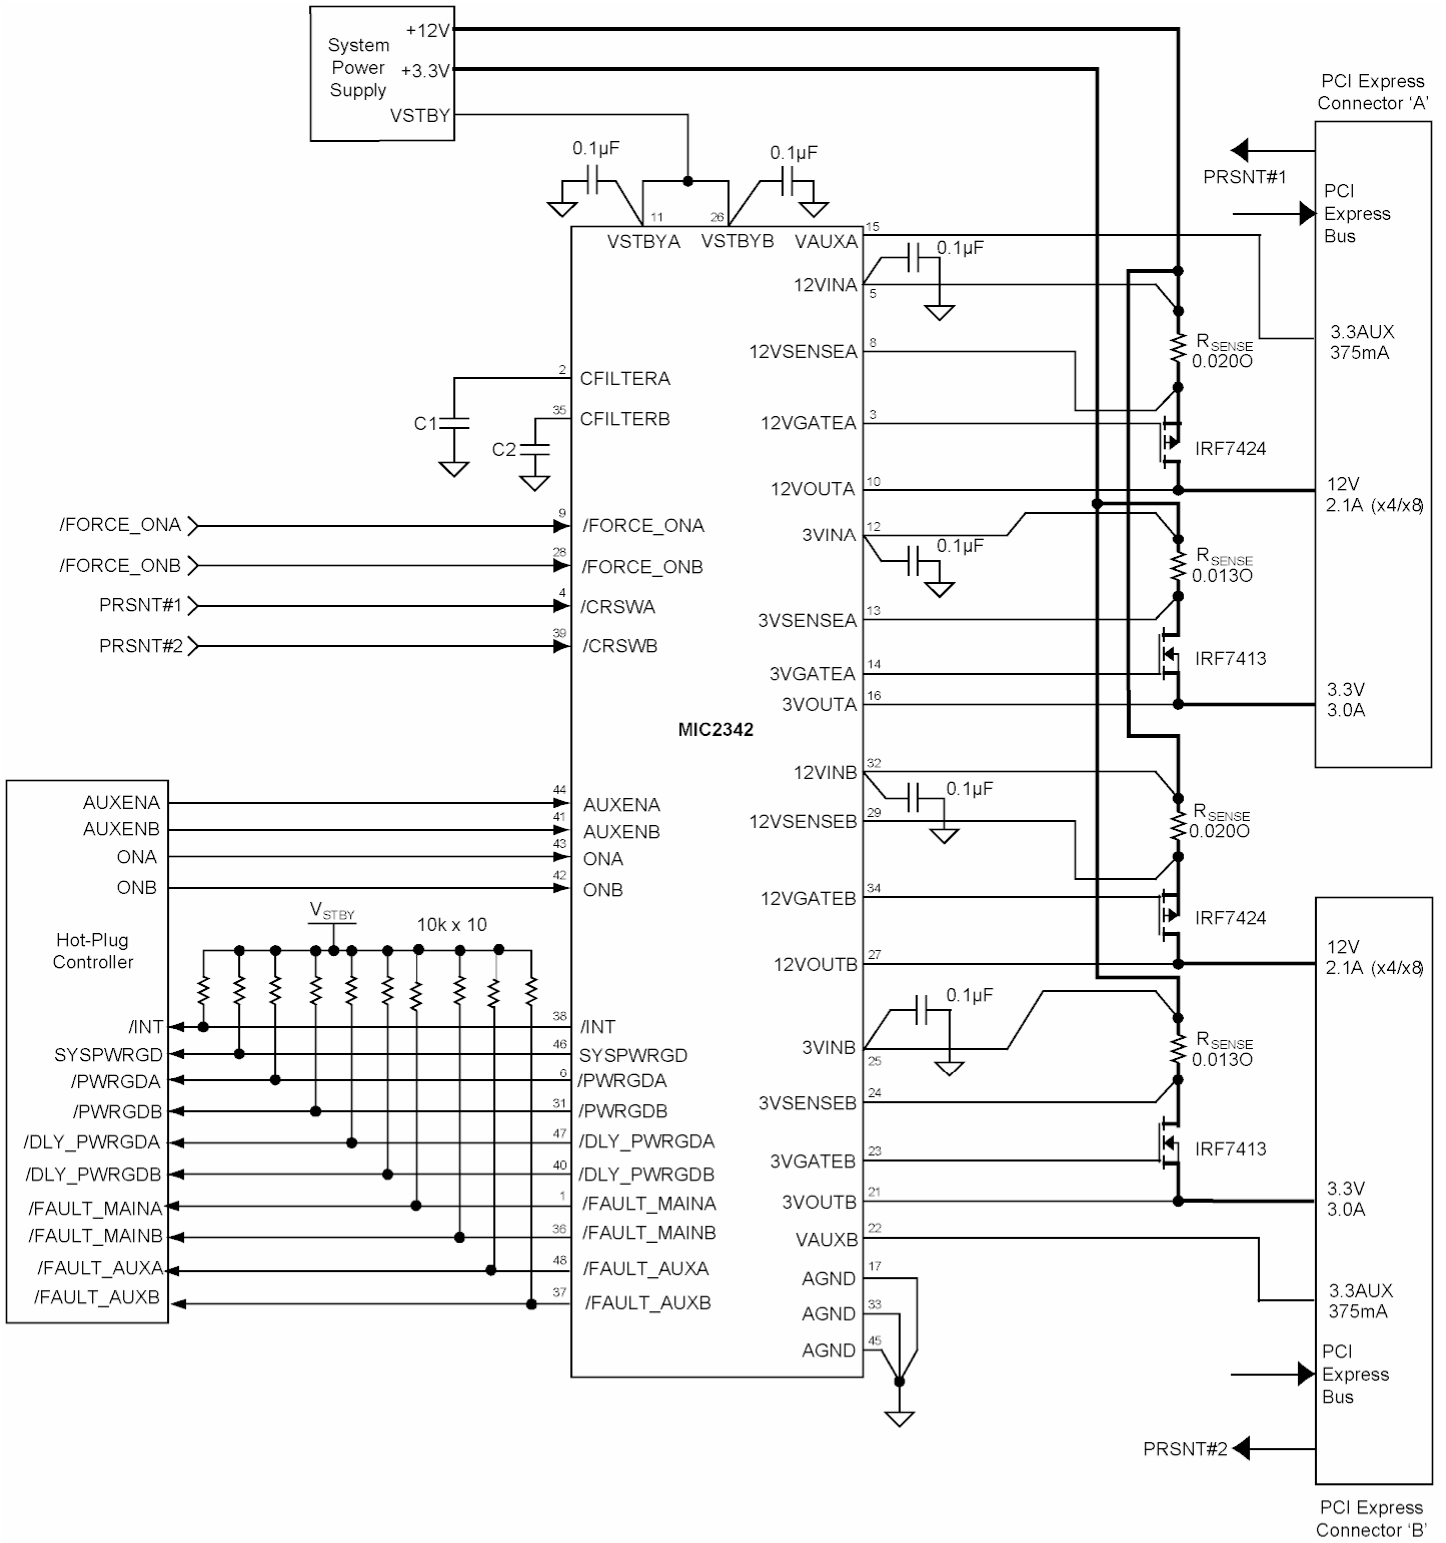 System
Power
Supply
+12V
+3.3V
VSTBY
PCI Express
Connector 'A'
0.1µF
0.1µF
11
26
VSTBYA
VSTBYB
PRSNT#1
PCI
Express
Bus
VAUXA
15
0.1µF
12VINA
5
12VSENSEA
8
R_SENSE
0.020O
3.3AUX
375mA
2
CFILTERA
C1
35
CFILTERB
C2
12VGATEA
3
IRF7424
12VOUTA
10
12V
2.1A (x4/x8)
/FORCE_ONA
9
/FORCE_ONA
3VINA
12
0.1µF
R_SENSE
0.013O
/FORCE_ONB
28
/FORCE_ONB
PRSNT#1
4
/CRSWA
3VSENSEA
13
PRSNT#2
39
/CRSWB
3VGATEA
14
IRF7413
3VOUTA
16
3.3V
3.0A
MIC2342
12VINB
32
0.1µF
AUXENA
44
AUXENA
12VSENSEB
29
R_SENSE
0.020O
AUXENB
41
AUXENB
ONA
43
ONA
ONB
42
ONB
12VGATEB
34
IRF7424
V_STBY
10k x 10
Hot-Plug
Controller
12VOUTB
27
12V
2.1A (x4/x8)
0.1µF
/INT
38
/INT
3VINB
25
R_SENSE
0.013O
SYSPWRGD
46
SYSPWRGD
/PWRGDA
6
/PWRGDA
/PWRGDB
31
/PWRGDB
3VSENSEB
24
/DLY_PWRGDA
47
/DLY_PWRGDA
3VGATEB
23
IRF7413
/DLY_PWRGDB
40
/DLY_PWRGDB
/FAULT_MAINA
1
/FAULT_MAINA
3VOUTB
21
3.3V
3.0A
/FAULT_MAINB
36
/FAULT_MAINB
VAUXB
22
/FAULT_AUXA
48
/FAULT_AUXA
AGND
17
3.3AUX
375mA
/FAULT_AUXB
37
/FAULT_AUXB
AGND
33
AGND
45
PCI
Express
Bus
PRSNT#2
PCI Express
Connector 'B'